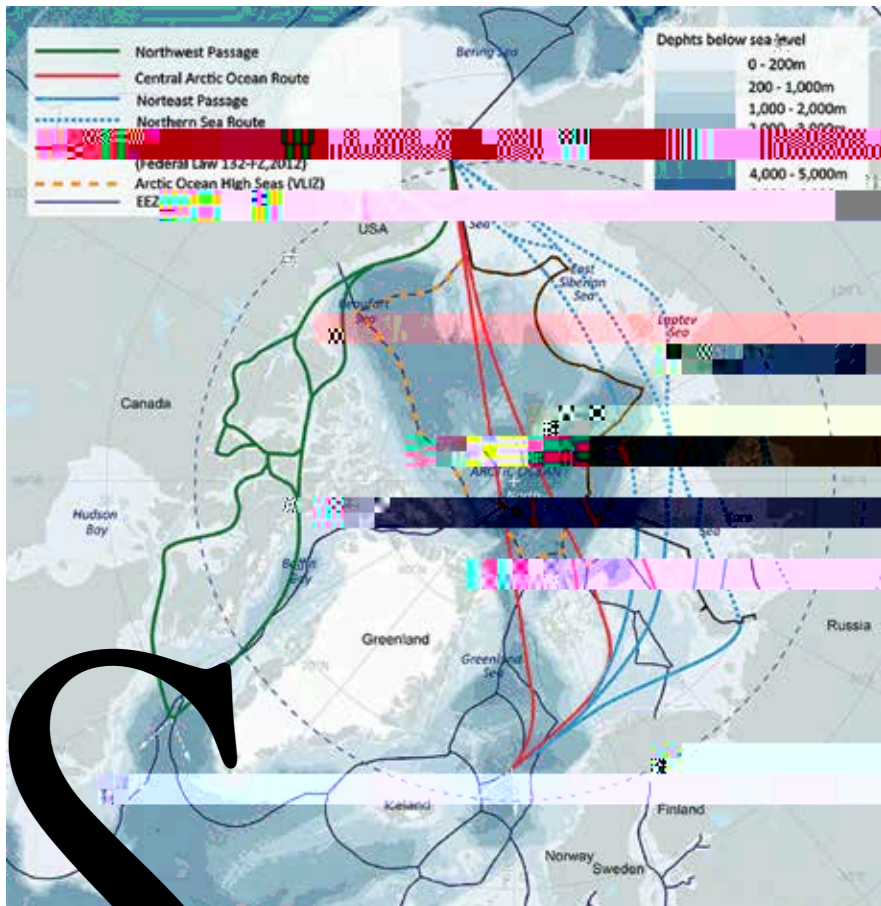 Northwest Passage
Central Arctic Ocean Route
Norteast Passage
Northern Sea Route
(Federal Law 132-FZ,2012)
Arctic Ocean High Seas (VLIZ)
EEZ
Dephts below sea level
0 - 200m
200 - 1,000m
1,000 - 2,000m
4,000 - 5,000m
Bering Sea
USA
Sea
East
Siberian
Sea
Beaufort
Sea
Laptev
Sea
Canada
ARCTIC OCEAN
Hudson
Bay
Kara
Sea
Baffin
Bay
Greenland
Greenland
Sea
Russia
Iceland
Finland
Norway
Sweden
S